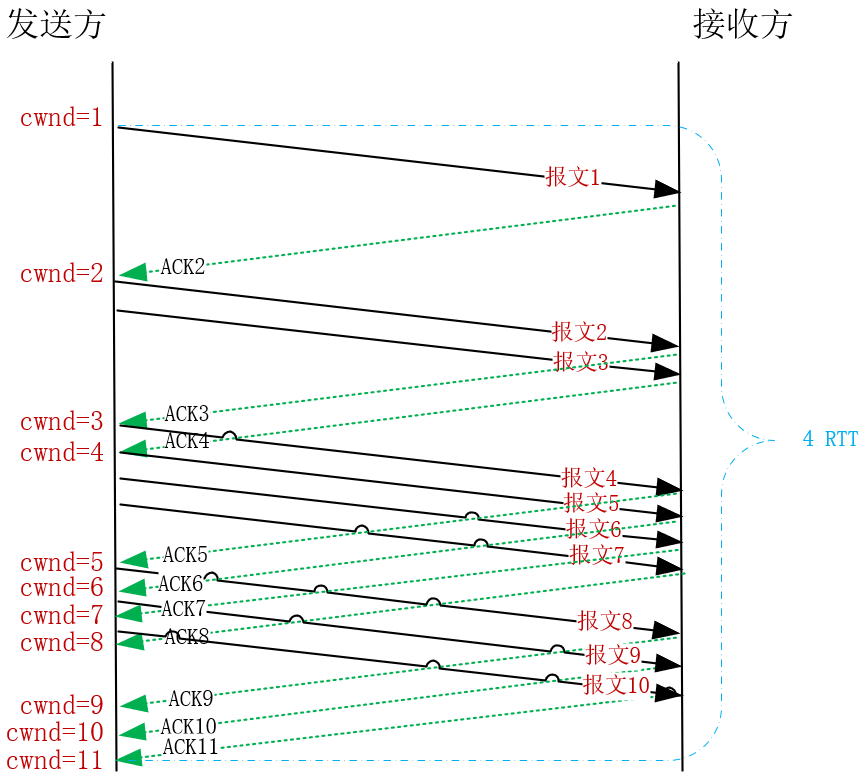 发送方
接收方
cwnd=1
报文1
ACK2
cwnd=2
报文2
报文3
ACK3
cwnd=3
ACK4
cwnd=4
4 RTT
报文4
报文5
报文6
报文7
ACK5
cwnd=5
ACK6
cwnd=6
ACK7
cwnd=7
报文8
ACK8
cwnd=8
报文9
报文10
ACK9
cwnd=9
ACK10
cwnd=10
ACK11
cwnd=11